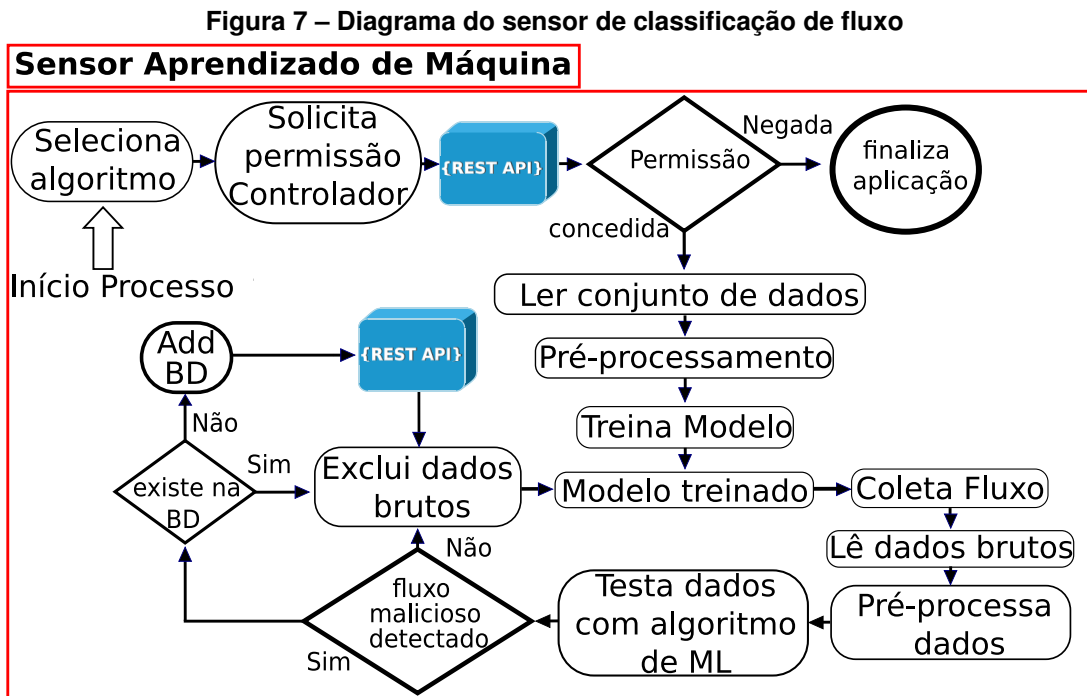 Figura 7 – Diagrama do sensor de classificação de fluxo
Sensor Aprendizado de Máquina
Seleciona
algoritmo
Solicita
permissão
Controlador
{REST API}
Permissão
Negada
finaliza
aplicação
concedida
Início Processo
Ler conjunto de dados
Pré-processamento
Treina Modelo
Modelo treinado
Coleta Fluxo
Lê dados brutos
Pré-processa
dados
Testa dados
com algoritmo
de ML
fluxo
malicioso
detectado
Não
Sim
existe na
BD
Sim
Não
Add
BD
{REST API}
Exclui dados
brutos